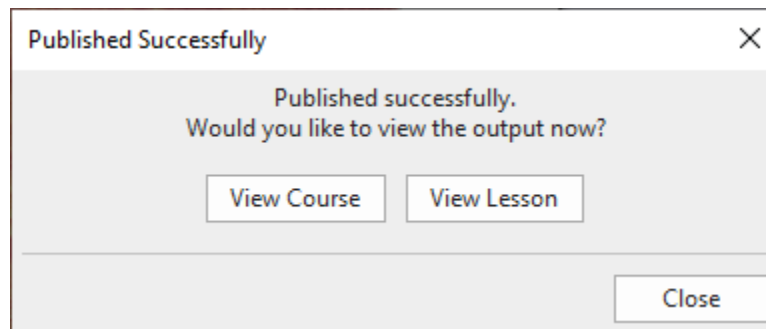 Published Successfully
Published successfully.
Would you like to view the output now?
View Course
View Lesson
Close